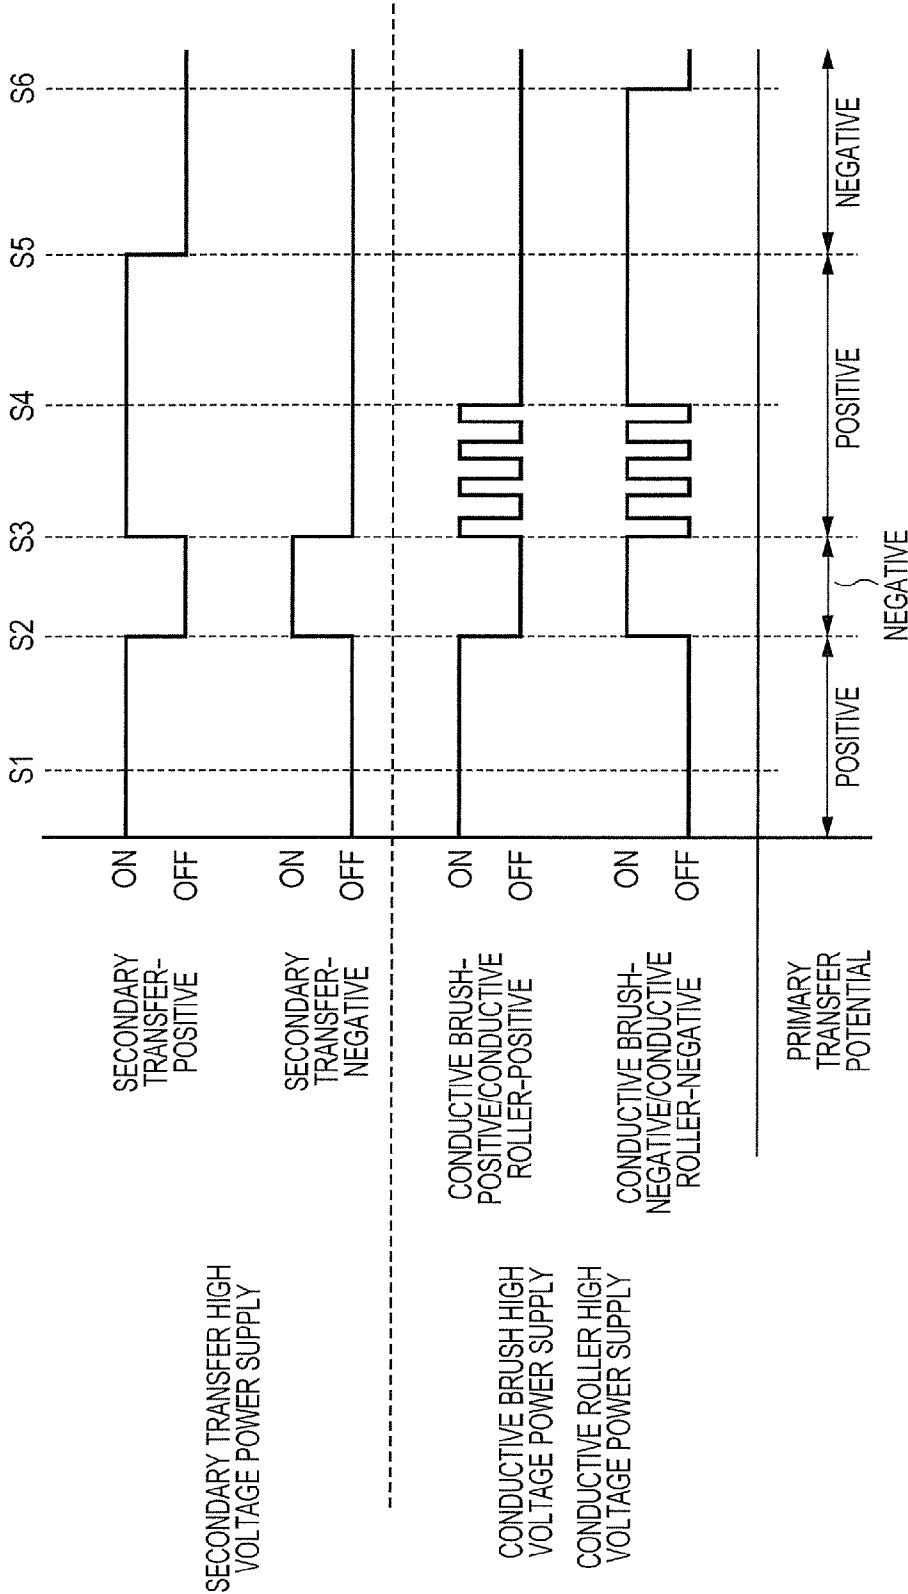 S1
S2
S3
S4
S5
S6
SECONDARY TRANSFER HIGH
VOLTAGE POWER SUPPLY
SECONDARY
TRANSFER-
POSITIVE
ON
OFF
SECONDARY
TRANSFER-
NEGATIVE
ON
OFF
CONDUCTIVE BRUSH HIGH
VOLTAGE POWER SUPPLY
CONDUCTIVE ROLLER HIGH
VOLTAGE POWER SUPPLY
CONDUCTIVE BRUSH-
POSITIVE/CONDUCTIVE
ROLLER-POSITIVE
ON
OFF
CONDUCTIVE BRUSH-
NEGATIVE/CONDUCTIVE
ROLLER-NEGATIVE
ON
OFF
PRIMARY
TRANSFER
POTENTIAL
POSITIVE
NEGATIVE
POSITIVE
NEGATIVE